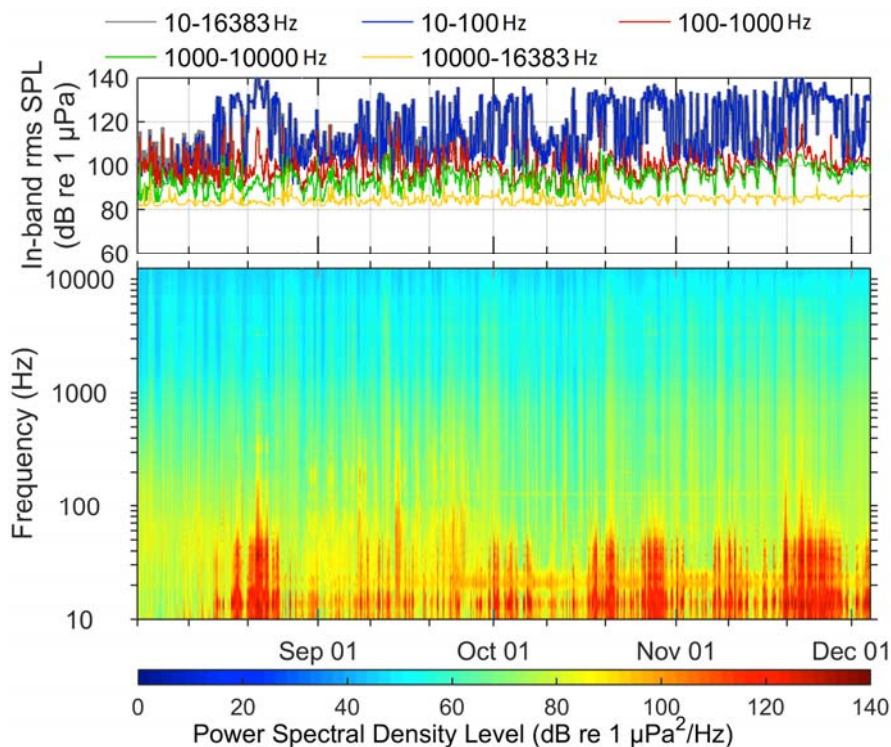 10-16383 Hz 10-100 Hz 100-1000 Hz
1000-10000 Hz 10000-16383 Hz
In-band rms SPL
(dB re 1 µPa)
140
120
100
80
60
Frequency (Hz)
10000
1000
100
10
Sep 01 Oct 01 Nov 01 Dec 01
0 20 40 60 80 100 120 140
Power Spectral Density Level (dB re 1 µPa²/Hz)